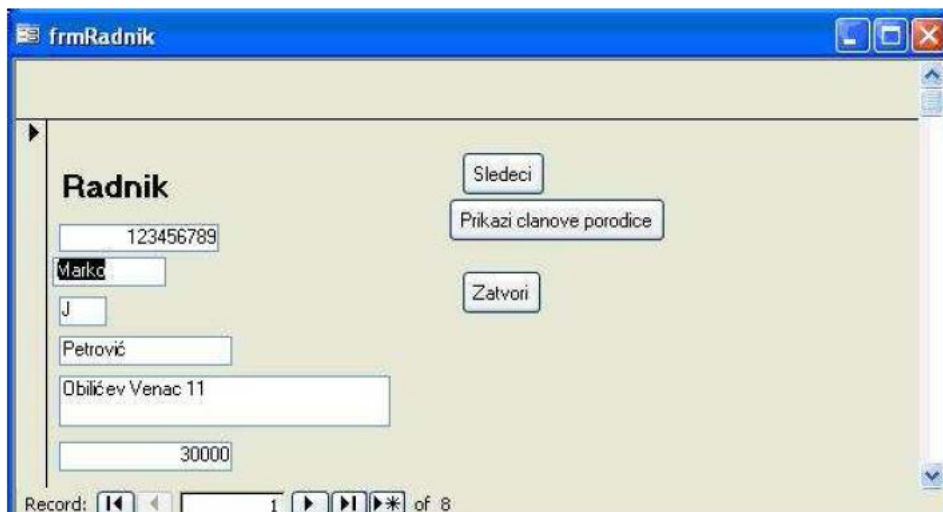 frmRadnik
Radnik
123456789
Marko
J
Petrović
Obilićev Venac 11
30000
Sledeci
Prikazi clanove porodice
Zatvori
Record: 1 of 8